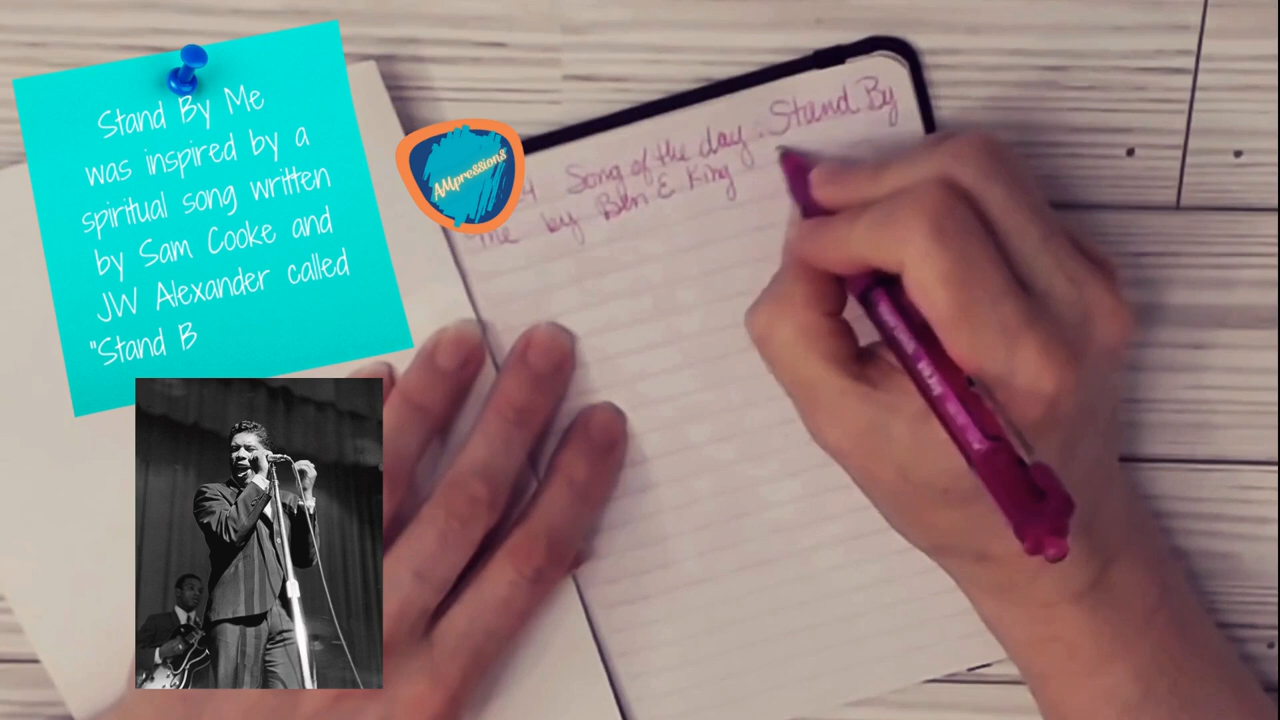 Stand By Me
was inspired by a
spiritual song written
by Sam Cooke and
JW Alexander called
"Stand B
AMpressions
4 Song of the day : Stand By
me by Ben E King